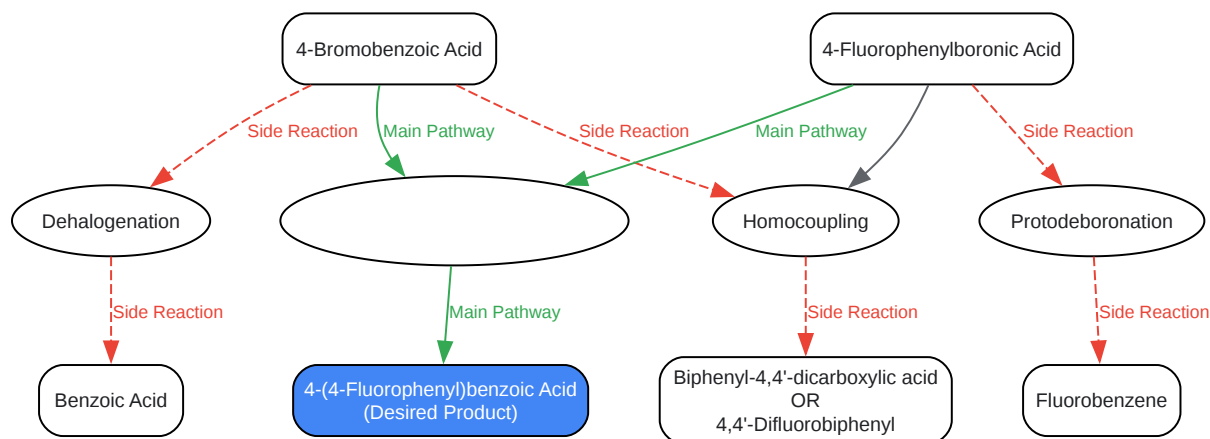 4-Bromobenzoic Acid
4-Fluorophenylboronic Acid
Side Reaction
Main Pathway
Side Reaction
Main Pathway
Side Reaction
Dehalogenation
Homocoupling
Protodeboronation
Side Reaction
Main Pathway
Side Reaction
Side Reaction
Benzoic Acid
4-(4-Fluorophenyl)benzoic Acid
(Desired Product)
Biphenyl-4,4'-dicarboxylic acid
OR
4,4'-Difluorobiphenyl
Fluorobenzene